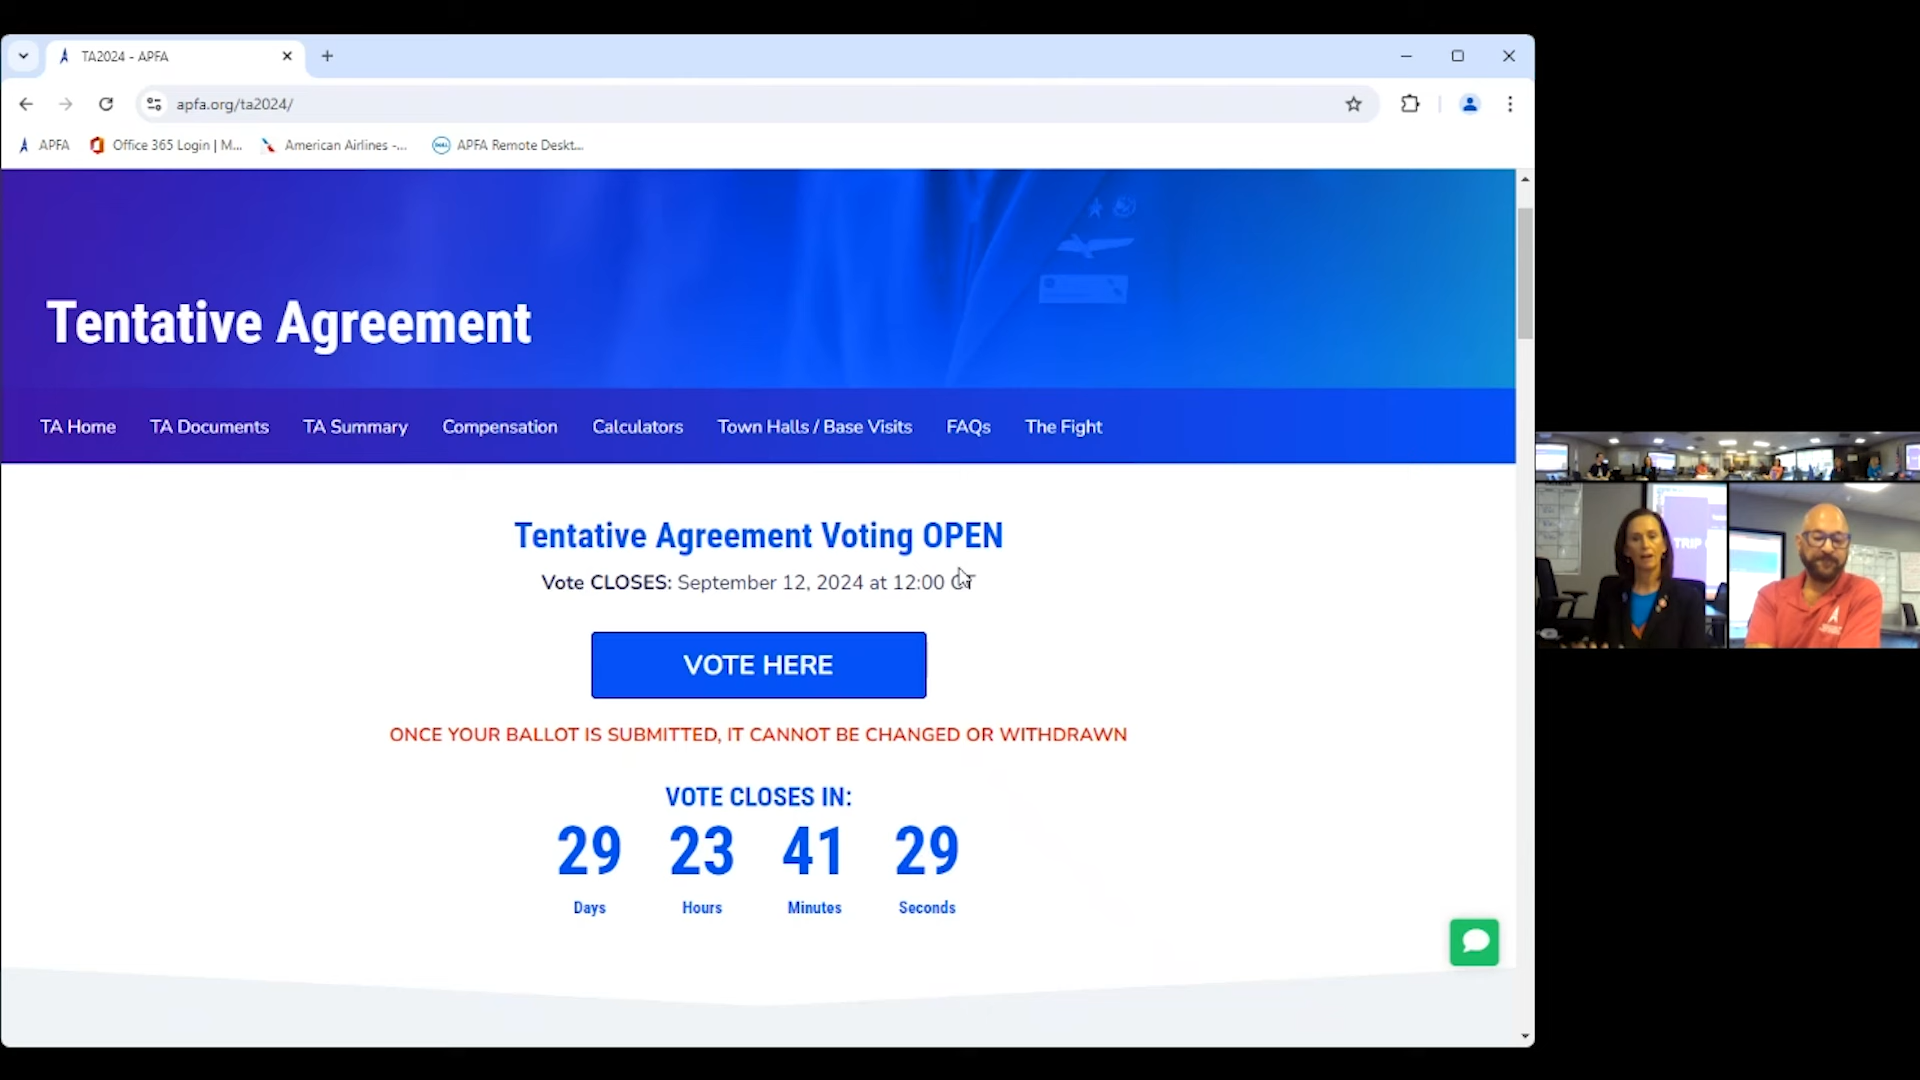 TA2024 - APFA
apfa.org/ta2024/
APFA
Office 365 Login | M...
American Airlines -...
APFA Remote Deskt...
Tentative Agreement
TA Home
TA Documents
TA Summary
Compensation
Calculators
Town Halls / Base Visits
FAQs
The Fight
Tentative Agreement Voting OPEN
Vote CLOSES: September 12, 2024 at 12:00 CT
VOTE HERE
ONCE YOUR BALLOT IS SUBMITTED, IT CANNOT BE CHANGED OR WITHDRAWN
VOTE CLOSES IN:
29 23 41 29
Days Hours Minutes Seconds
TRIP